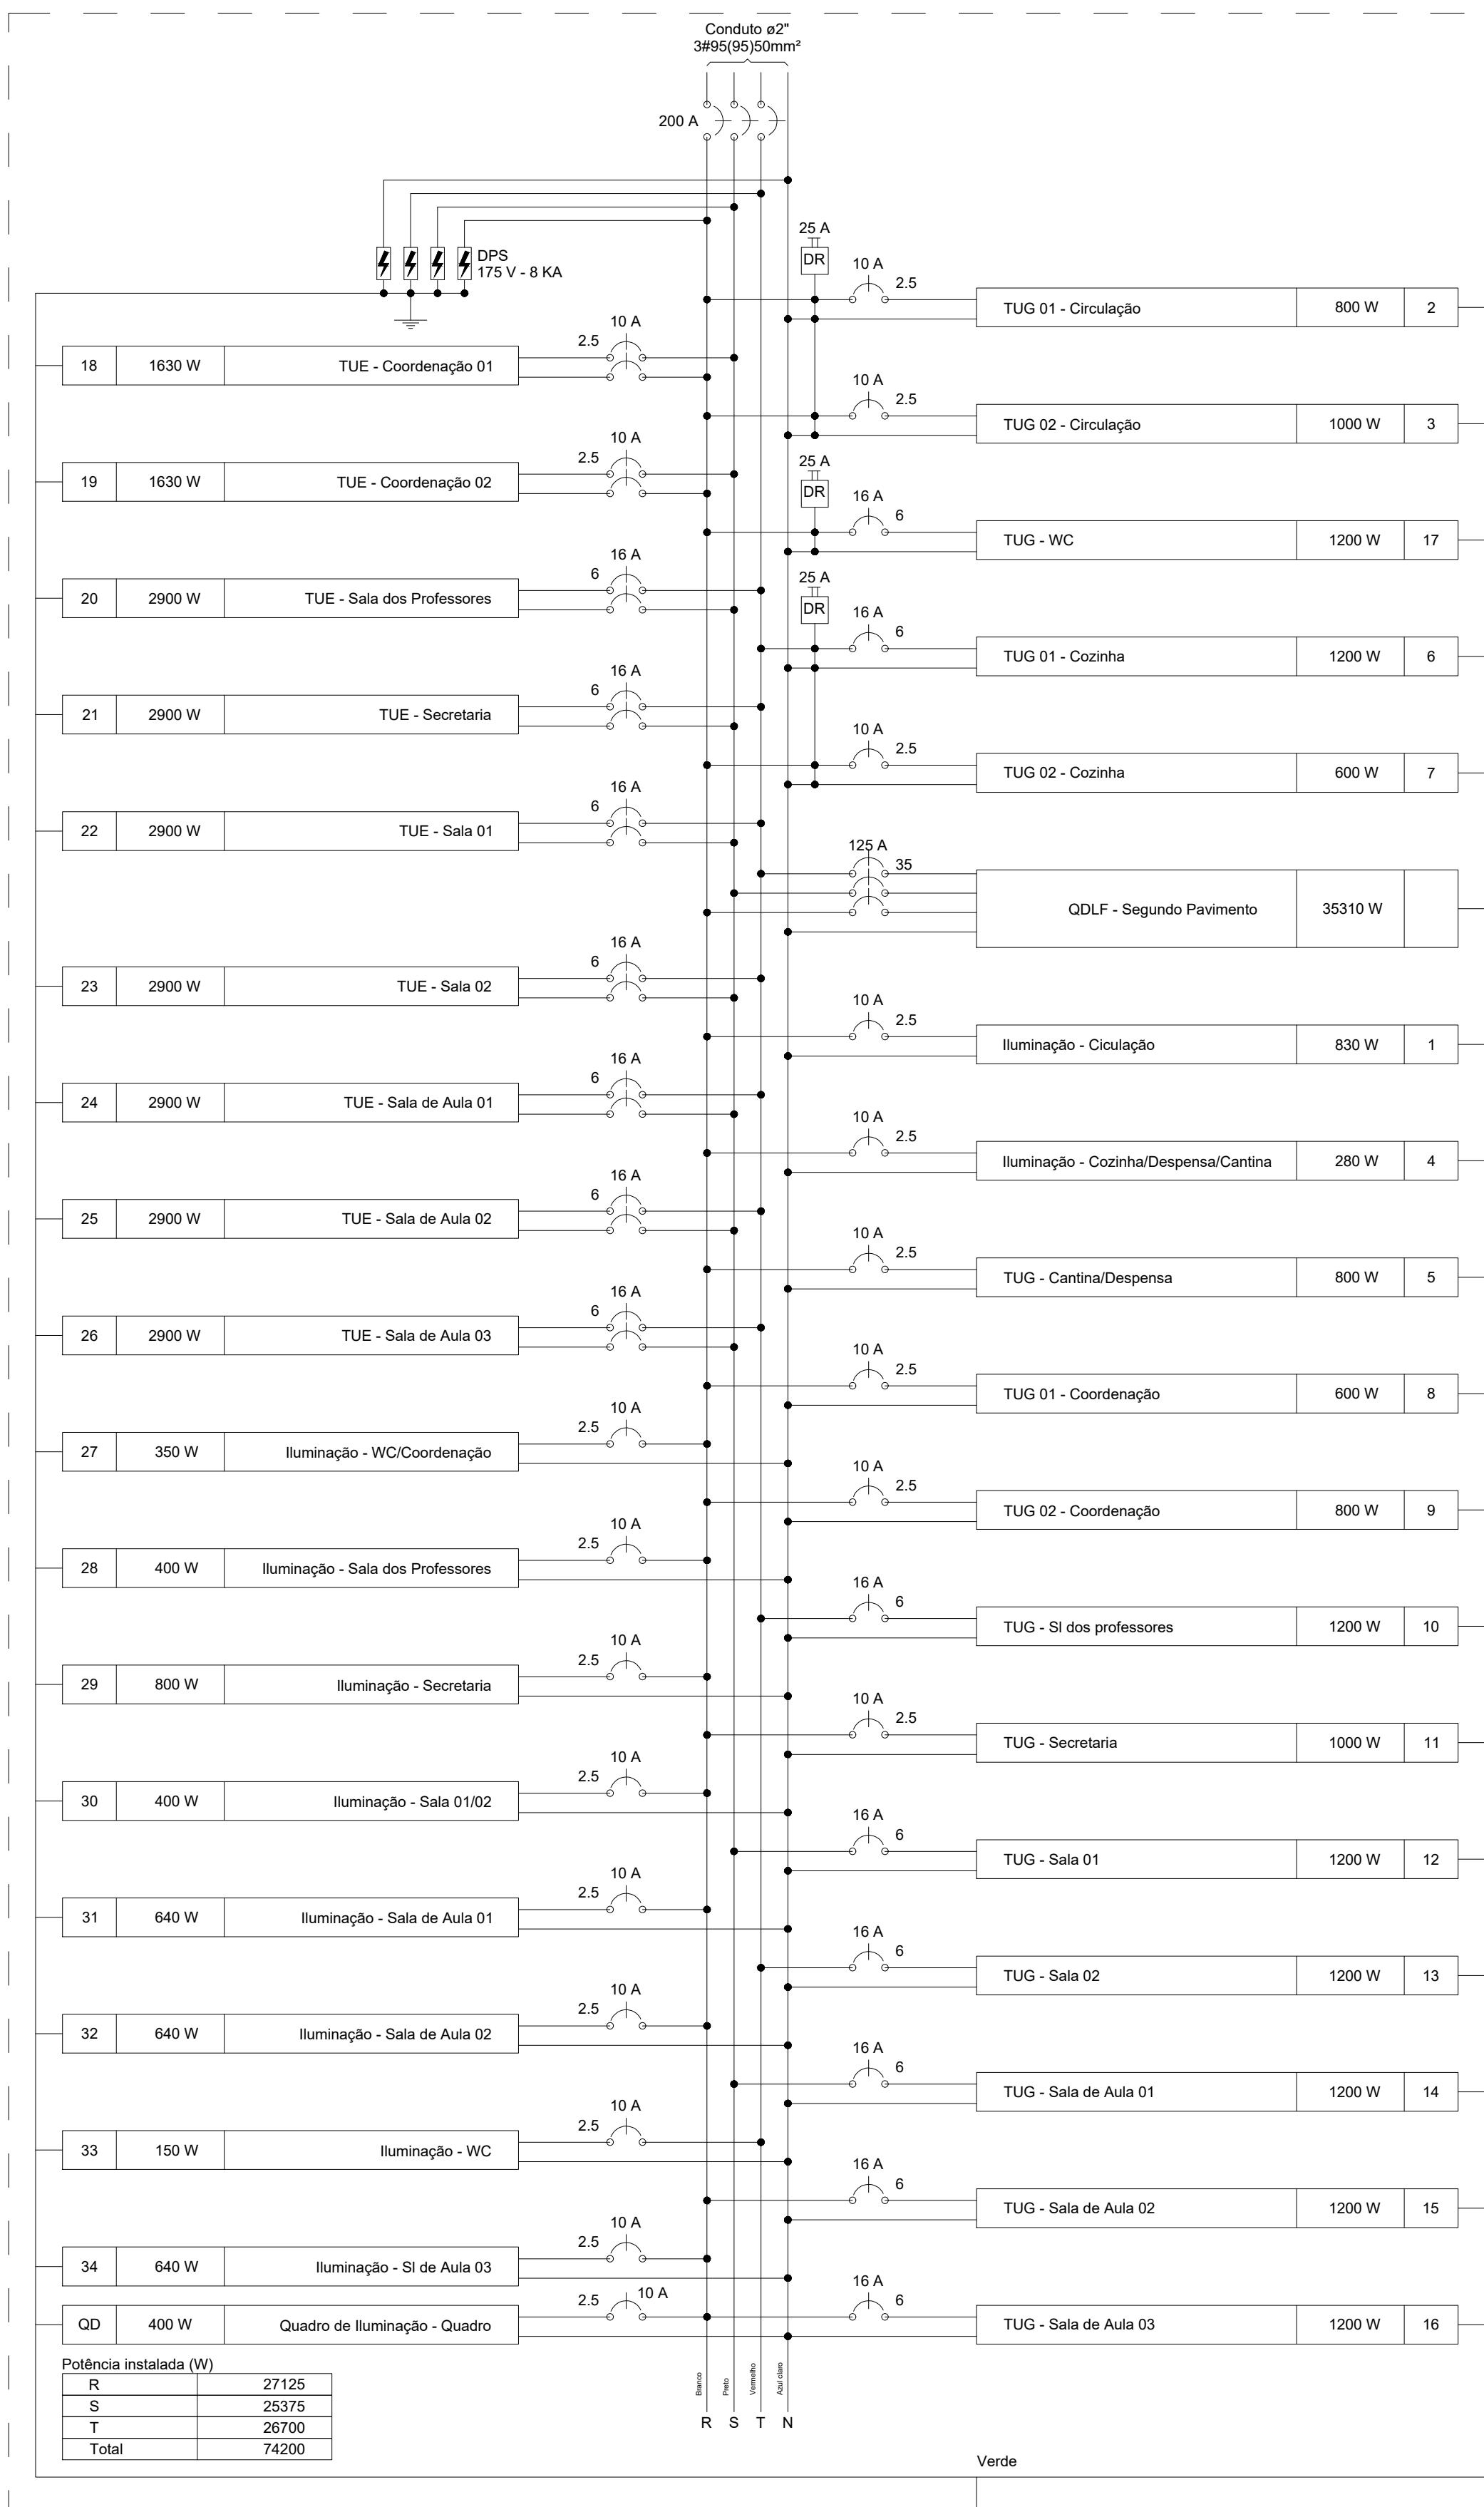 Conduto ø2"
3#95(95)50mm²
200 A
DPS
175 V - 8 KA
25 A
DR
10 A
2.5
TUG 01 - Circulação 800 W 2
10 A
2.5
18 1630 W TUE - Coordenação 01
10 A
2.5
TUG 02 - Circulação 1000 W 3
10 A
2.5
19 1630 W TUE - Coordenação 02
25 A
DR
16 A
6
TUG - WC 1200 W 17
16 A
6
20 2900 W TUE - Sala dos Professores
25 A
DR
16 A
6
TUG 01 - Cozinha 1200 W 6
16 A
6
21 2900 W TUE - Secretaria
10 A
2.5
TUG 02 - Cozinha 600 W 7
16 A
6
22 2900 W TUE - Sala 01
125 A
35
QDLF - Segundo Pavimento 35310 W
16 A
6
23 2900 W TUE - Sala 02
10 A
2.5
Iluminação - Ciculação 830 W 1
16 A
6
24 2900 W TUE - Sala de Aula 01
10 A
2.5
Iluminação - Cozinha/Despensa/Cantina 280 W 4
16 A
6
25 2900 W TUE - Sala de Aula 02
10 A
2.5
TUG - Cantina/Despensa 800 W 5
16 A
6
26 2900 W TUE - Sala de Aula 03
10 A
2.5
TUG 01 - Coordenação 600 W 8
10 A
2.5
27 350 W Iluminação - WC/Coordenação
10 A
2.5
TUG 02 - Coordenação 800 W 9
10 A
2.5
28 400 W Iluminação - Sala dos Professores
16 A
6
TUG - Sl dos professores 1200 W 10
10 A
2.5
29 800 W Iluminação - Secretaria
10 A
2.5
TUG - Secretaria 1000 W 11
10 A
2.5
30 400 W Iluminação - Sala 01/02
16 A
6
TUG - Sala 01 1200 W 12
10 A
2.5
31 640 W Iluminação - Sala de Aula 01
16 A
6
TUG - Sala 02 1200 W 13
10 A
2.5
32 640 W Iluminação - Sala de Aula 02
16 A
6
TUG - Sala de Aula 01 1200 W 14
10 A
2.5
33 150 W Iluminação - WC
16 A
6
TUG - Sala de Aula 02 1200 W 15
10 A
2.5
34 640 W Iluminação - Sl de Aula 03
10 A
2.5
QD 400 W Quadro de Iluminação - Quadro
16 A
6
TUG - Sala de Aula 03 1200 W 16
Potência instalada (W)
R 27125
S 25375
T 26700
Total 74200
Branco
Preto
Vermelho
Azul claro
R S T N
Verde